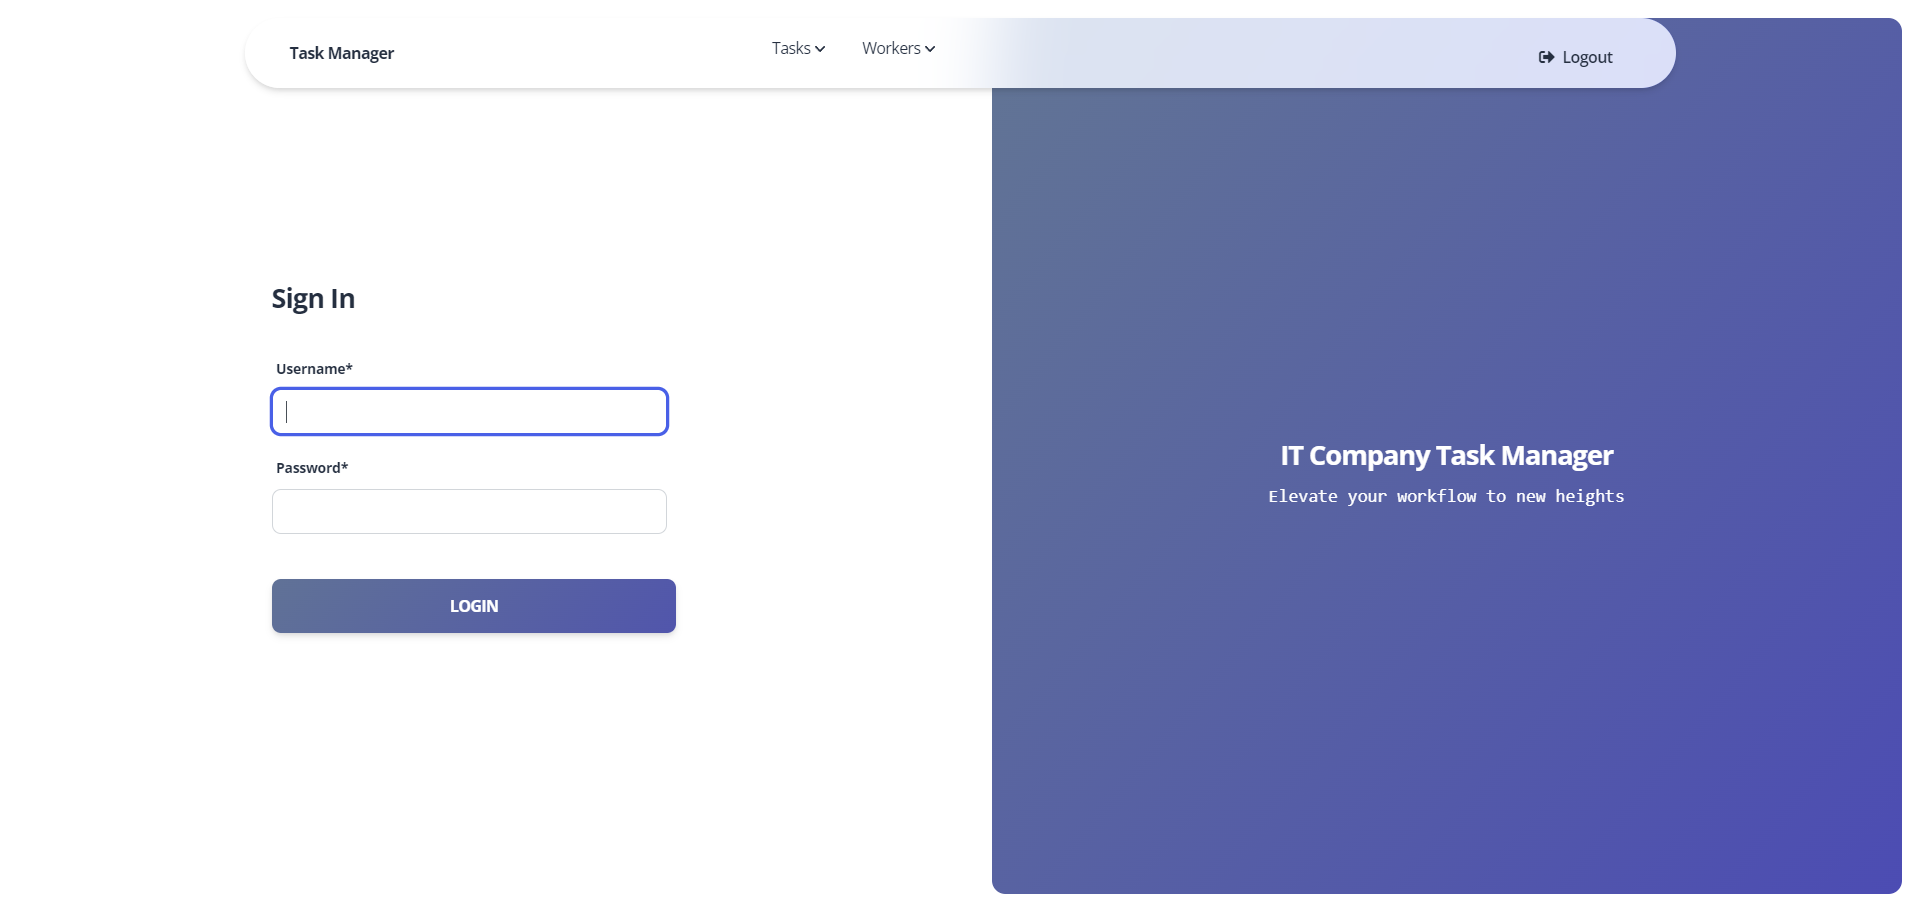 Task Manager
Tasks
Workers
Logout
Sign In
Username*
Password*
LOGIN
IT Company Task Manager
Elevate your workflow to new heights